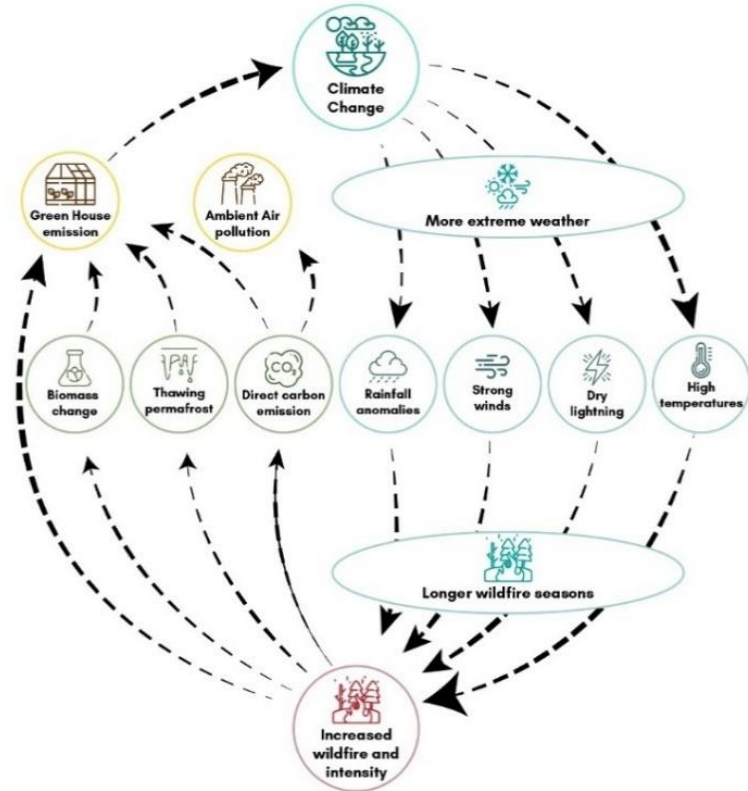 Climate
Change
Green House
emission
Ambient Air
pollution
More extreme weather
Biomass
change
Thawing
permafrost
CO2
Direct carbon
emission
Rainfall
anomalies
Strong
winds
Dry
lightning
High
temperatures
Longer wildfire seasons
Increased
wildfire and
intensity